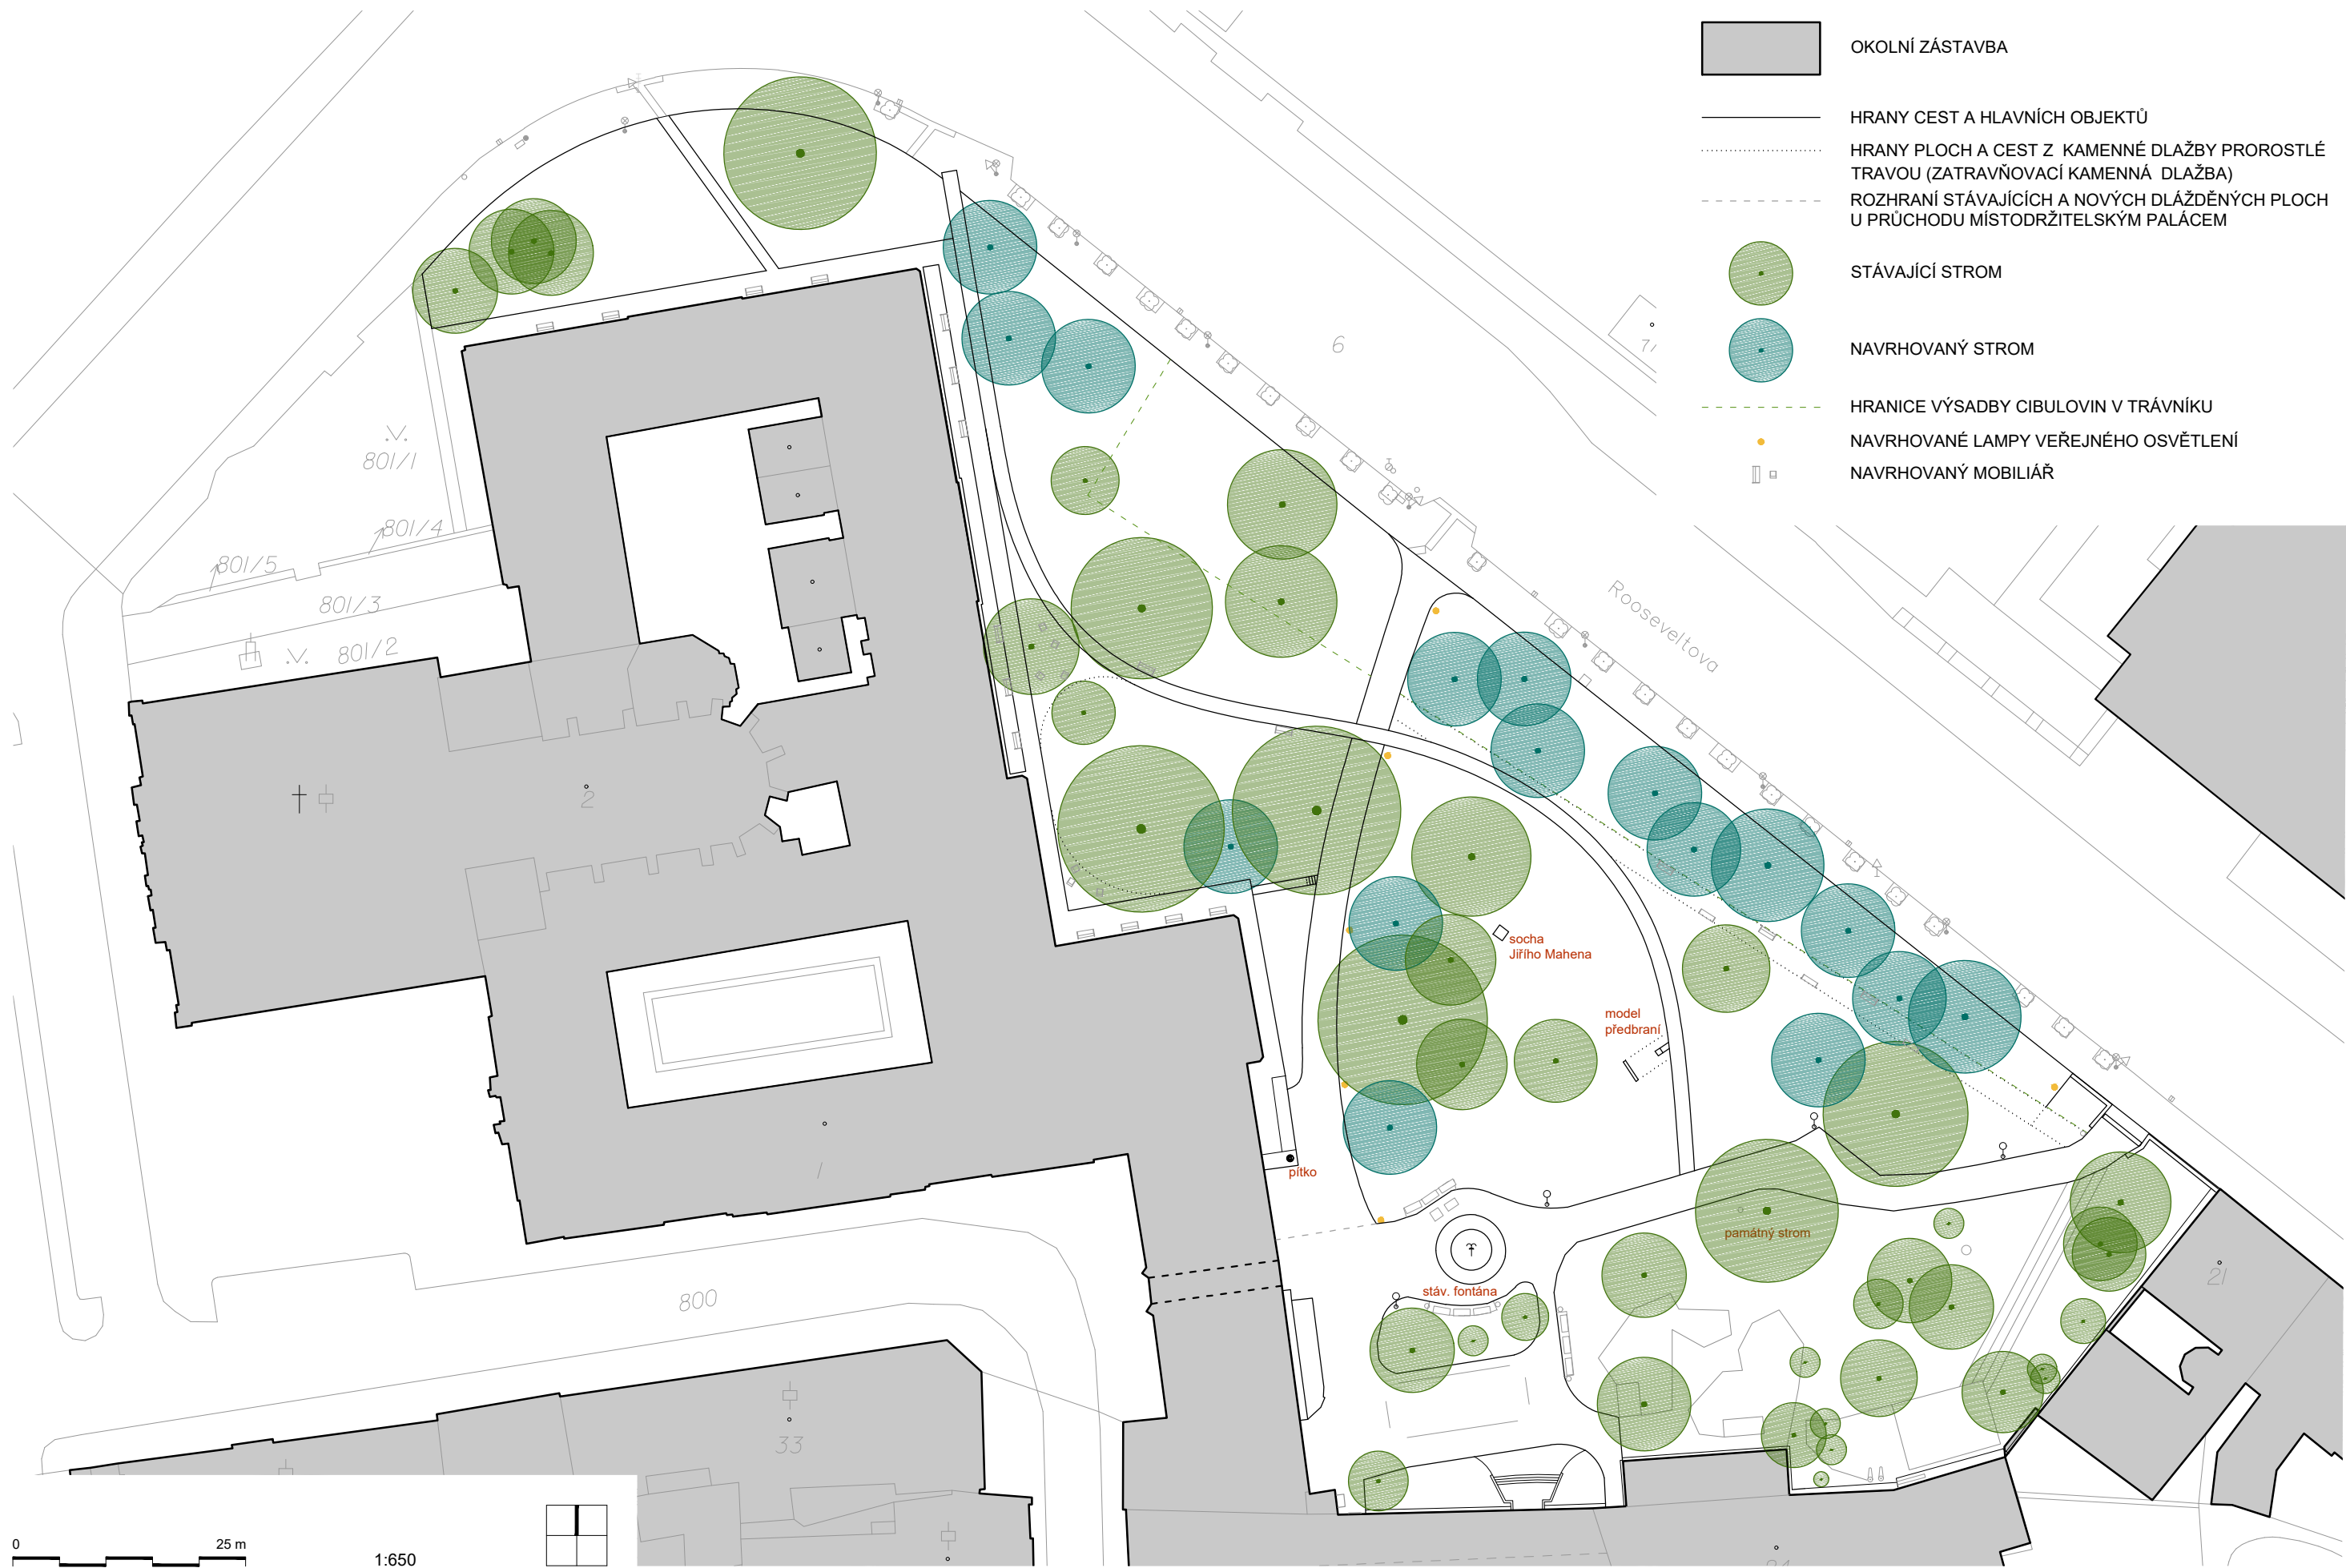 OKOLNÍ ZÁSTAVBA
HRANY CEST A HLAVNÍCH OBJEKTŮ
HRANY PLOCH A CEST Z KAMENNÉ DLAŽBY PROROSTLÉ
TRAVOU (ZATRAVŇOVACÍ KAMENNÁ DLAŽBA)
ROZHRANÍ STÁVAJÍCÍCH A NOVÝCH DLÁŽDĚNÝCH PLOCH
U PRŮCHODU MÍSTODRŽITELSKÝM PALÁCEM
STÁVAJÍCÍ STROM
NAVRHOVANÝ STROM
HRANICE VÝSADBY CIBULOVIN V TRÁVNÍKU
NAVRHOVANÉ LAMPY VEŘEJNÉHO OSVĚTLENÍ
NAVRHOVANÝ MOBILIÁŘ
6
801/1
801/4
801/5
801/3
801/2
Rooseveltova
2
socha
Jiřího Mahena
model
předbraní
1
pítko
památný strom
stáv. fontána
21
800
33
0
25 m
1:650